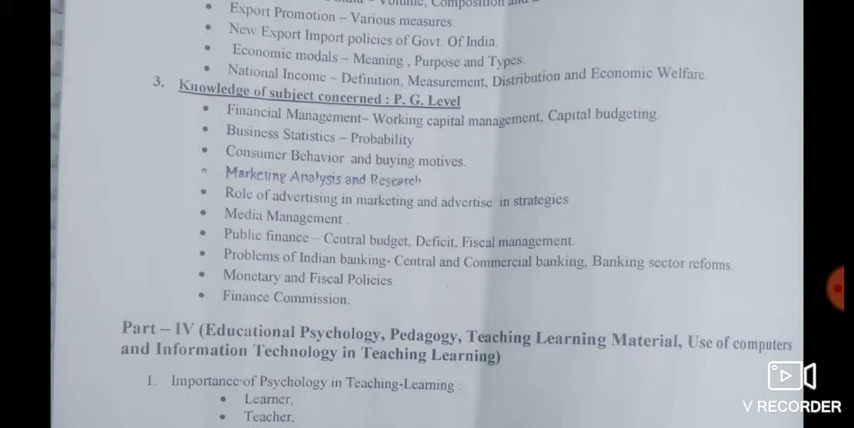 Volume, Composition and
• Export Promotion – Various measures.
• New Export Import policies of Govt. Of India.
• Economic modals – Meaning , Purpose and Types
• National Income – Definition, Measurement, Distribution and Economic Welfare
3. Knowledge of subject concerned : P. G. Level
• Financial Management– Working capital management, Capital budgeting
• Business Statistics – Probability
• Consumer Behavior and buying motives.
• Marketing Analysis and Research
• Role of advertising in marketing and advertise in strategies
• Media Management .
• Public finance – Central budget, Deficit, Fiscal management.
• Problems of Indian banking- Central and Commercial banking, Banking sector reforms.
• Monetary and Fiscal Policies.
• Finance Commission.
Part – IV (Educational Psychology, Pedagogy, Teaching Learning Material, Use of computers
and Information Technology in Teaching Learning)
1. Importance of Psychology in Teaching-Learning :
• Learner,
• Teacher,
V RECORDER